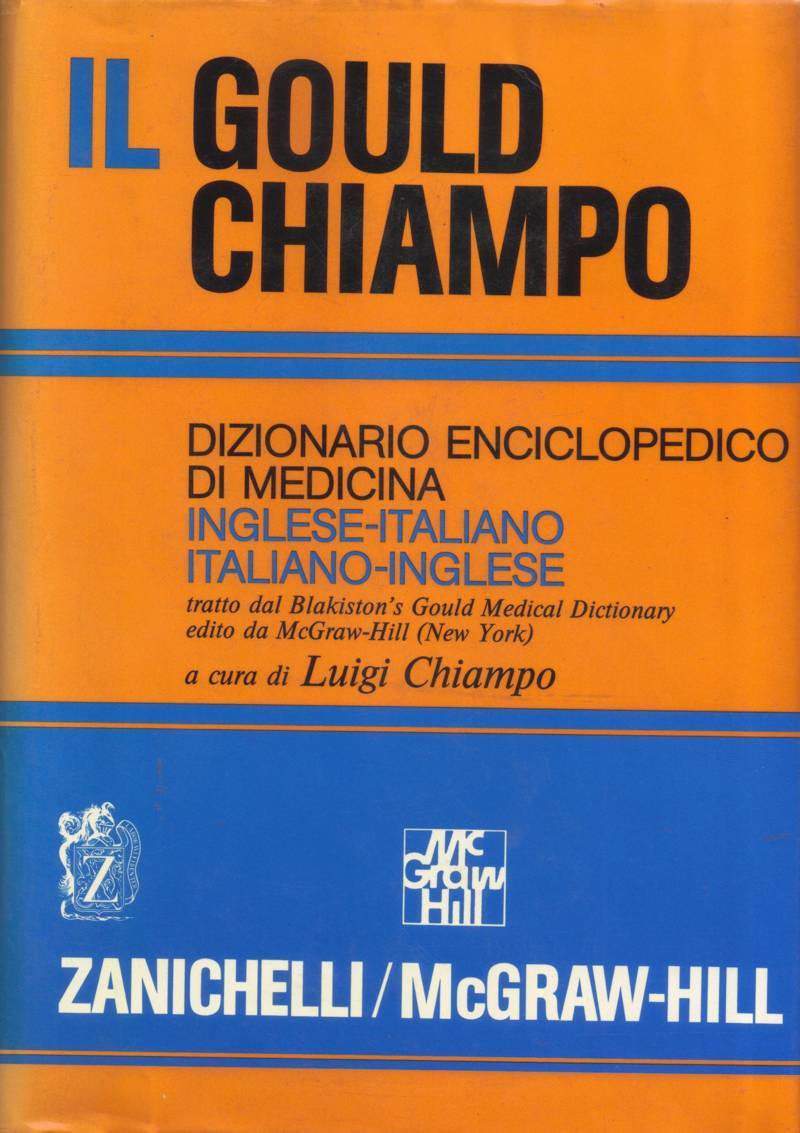 IL GOULD
CHIAMPO
DIZIONARIO ENCICLOPEDICO
DI MEDICINA
INGLESE-ITALIANO
ITALIANO-INGLESE
tratto dal Blakiston's Gould Medical Dictionary
edito da McGraw-Hill (New York)
a cura di Luigi Chiampo
Z
Mc
Graw
Hill
ZANICHELLI/McGRAW-HILL